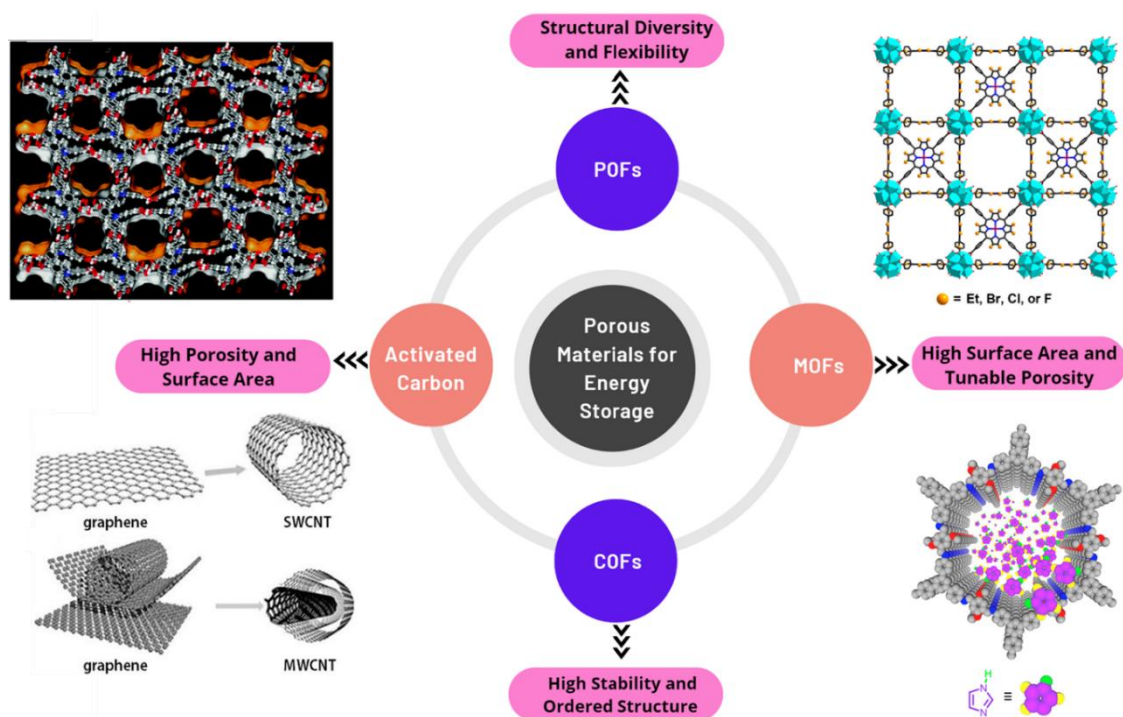 Structural Diversity
and Flexibility
POFs
= Et, Br, Cl, or F
High Porosity and
Surface Area
Activated
Carbon
Porous
Materials for
Energy
Storage
MOFs
High Surface Area and
Tunable Porosity
graphene
SWCNT
graphene
MWCNT
COFs
High Stability and
Ordered Structure
H
N
N
≡